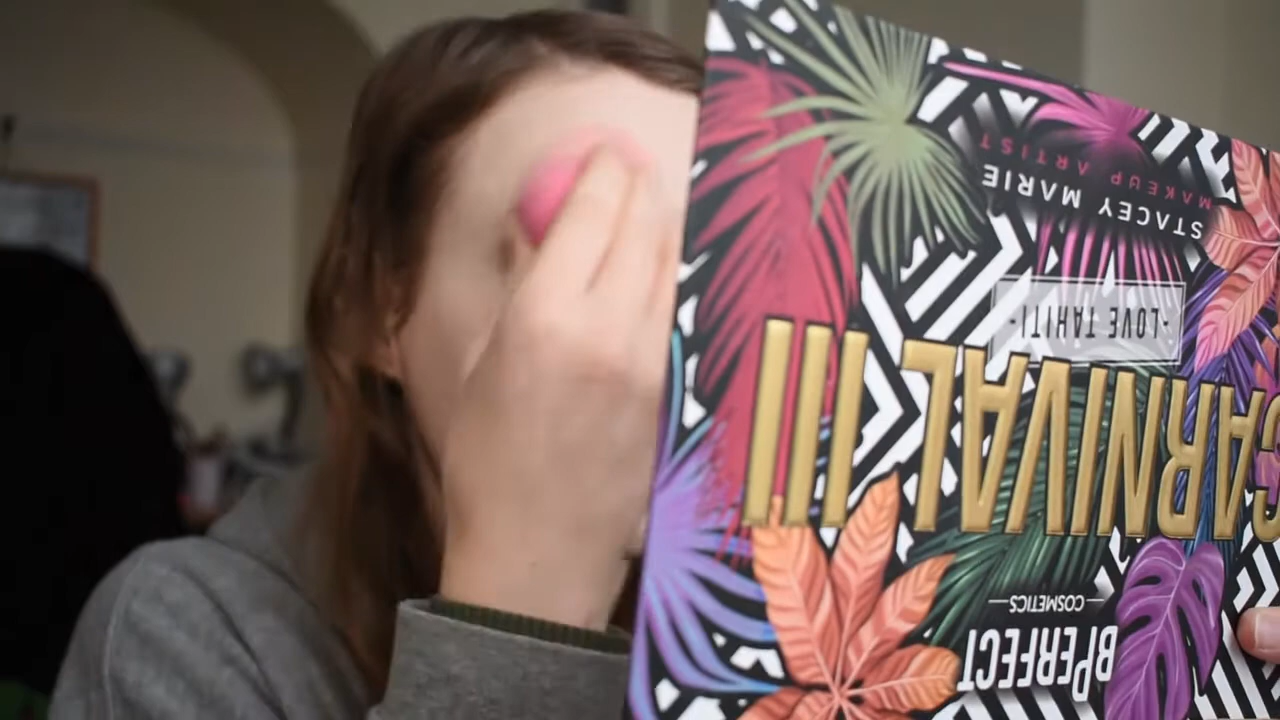 BPERFECT
COSMETICS
CARNIVAL III
-LOVE TAHITI-
STACEY MARIE
MAKEUP ARTIST